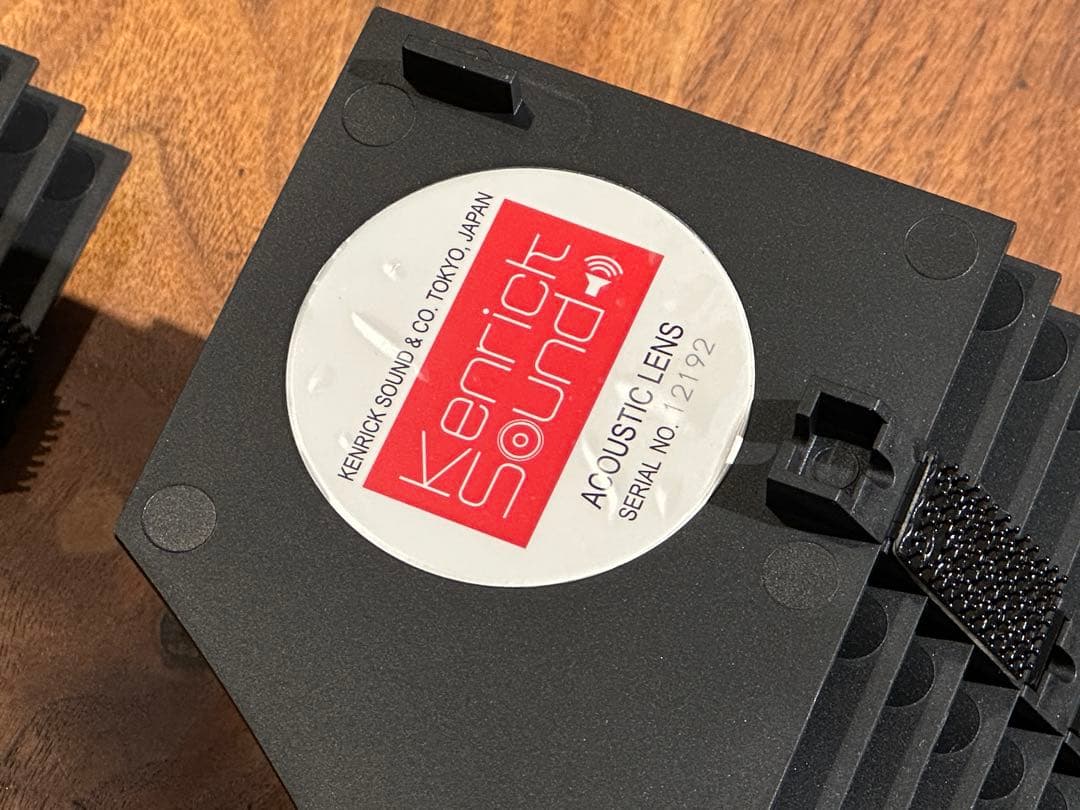 KENRICK SOUND & CO. TOKYO, JAPAN
Kenrick
Sound
ACOUSTIC LENS
SERIAL NO. 12192